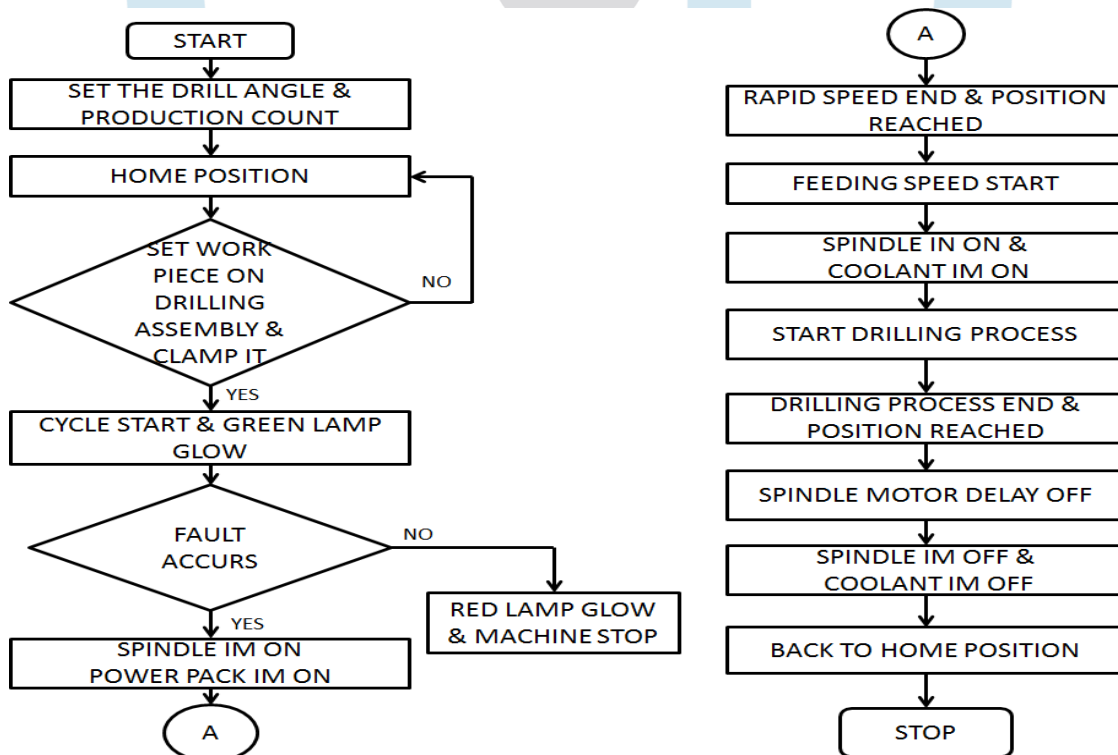 START
SET THE DRILL ANGLE &
PRODUCTION COUNT
HOME POSITION
SET WORK
PIECE ON
DRILLING
ASSEMBLY &
CLAMP IT
NO
YES
CYCLE START & GREEN LAMP
GLOW
FAULT
ACCURS
NO
RED LAMP GLOW
& MACHINE STOP
YES
SPINDLE IM ON
POWER PACK IM ON
A
A
RAPID SPEED END & POSITION
REACHED
FEEDING SPEED START
SPINDLE IN ON &
COOLANT IM ON
START DRILLING PROCESS
DRILLING PROCESS END &
POSITION REACHED
SPINDLE MOTOR DELAY OFF
SPINDLE IM OFF &
COOLANT IM OFF
BACK TO HOME POSITION
STOP